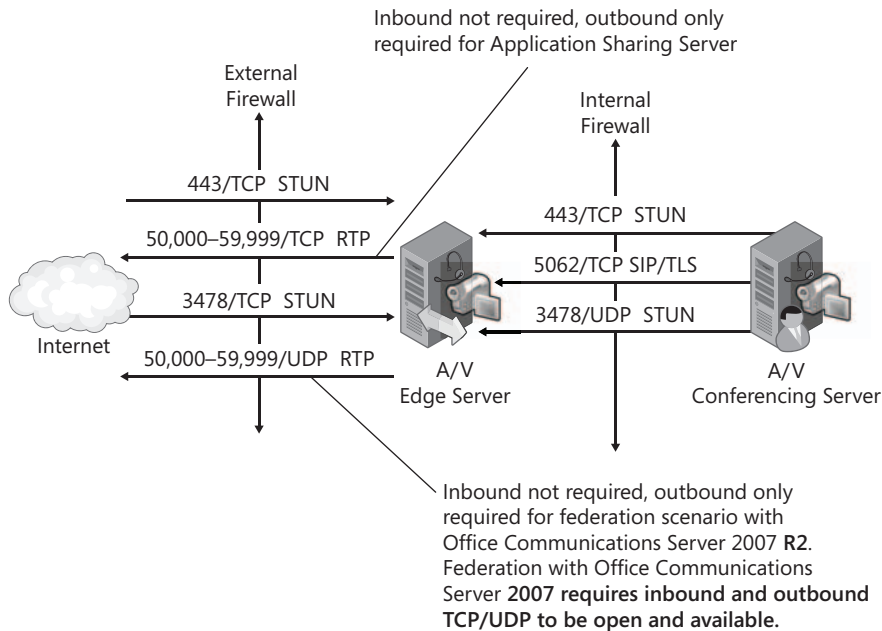 Inbound not required, outbound only
required for Application Sharing Server
External
Firewall
Internal
Firewall
443/TCP STUN
443/TCP STUN
50,000–59,999/TCP RTP
5062/TCP SIP/TLS
3478/TCP STUN
3478/UDP STUN
Internet
50,000–59,999/UDP RTP
A/V
Edge Server
A/V
Conferencing Server
Inbound not required, outbound only
required for federation scenario with
Office Communications Server 2007 R2.
Federation with Office Communications
Server 2007 requires inbound and outbound
TCP/UDP to be open and available.